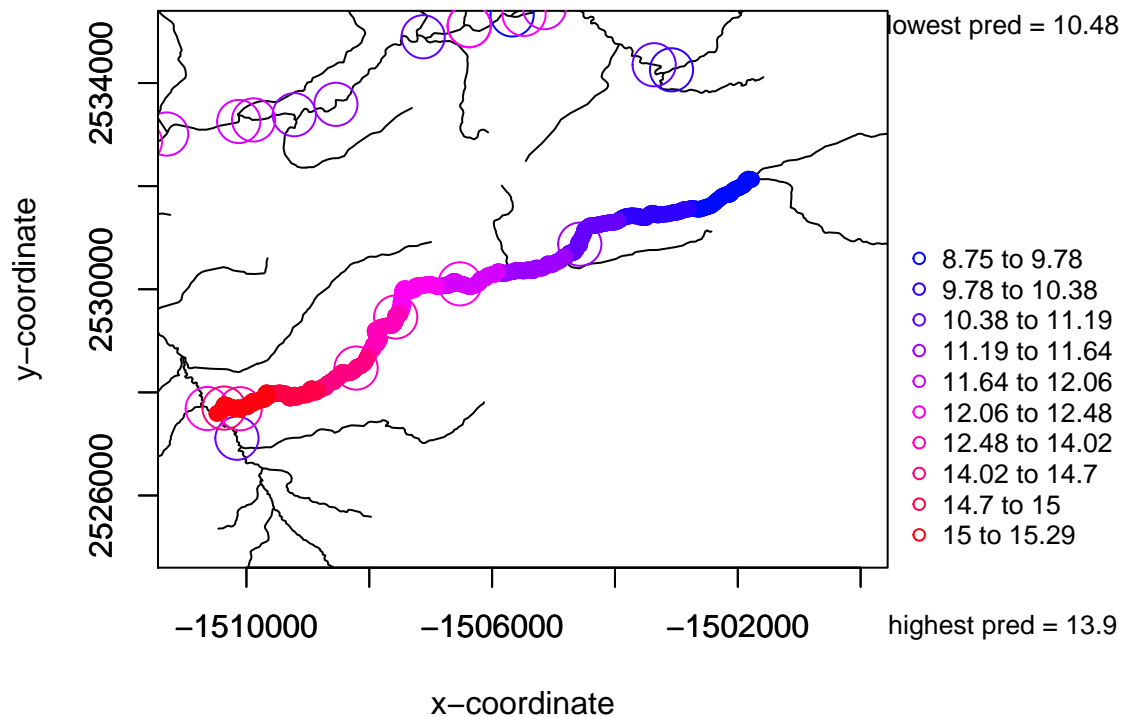 lowest pred = 10.48
2534000
2530000
2526000
y−coordinate
8.75 to 9.78
9.78 to 10.38
10.38 to 11.19
11.19 to 11.64
11.64 to 12.06
12.06 to 12.48
12.48 to 14.02
14.02 to 14.7
14.7 to 15
15 to 15.29
−1510000
−1506000
−1502000
highest pred = 13.9
x−coordinate